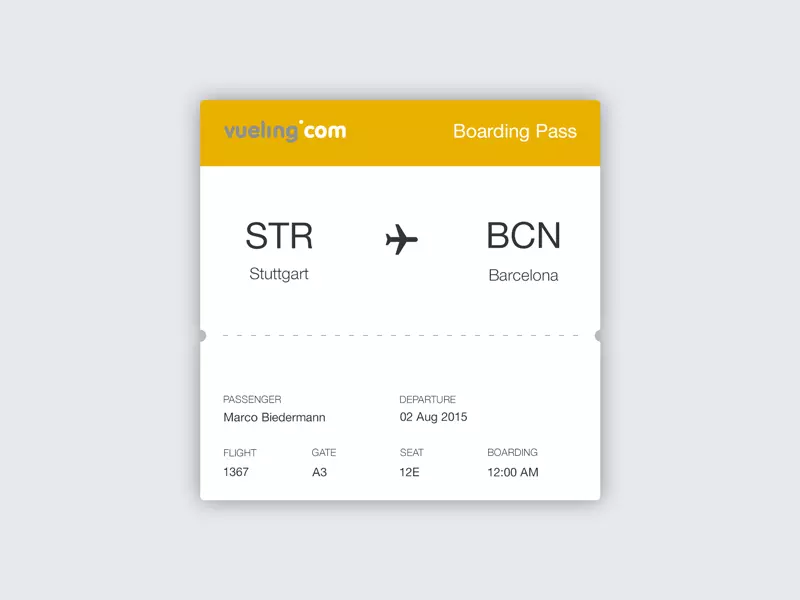 vueling.com Boarding Pass
STR BCN
Stuttgart Barcelona
PASSENGER DEPARTURE
Marco Biedermann 02 Aug 2015
FLIGHT GATE SEAT BOARDING
1367 A3 12E 12:00 AM